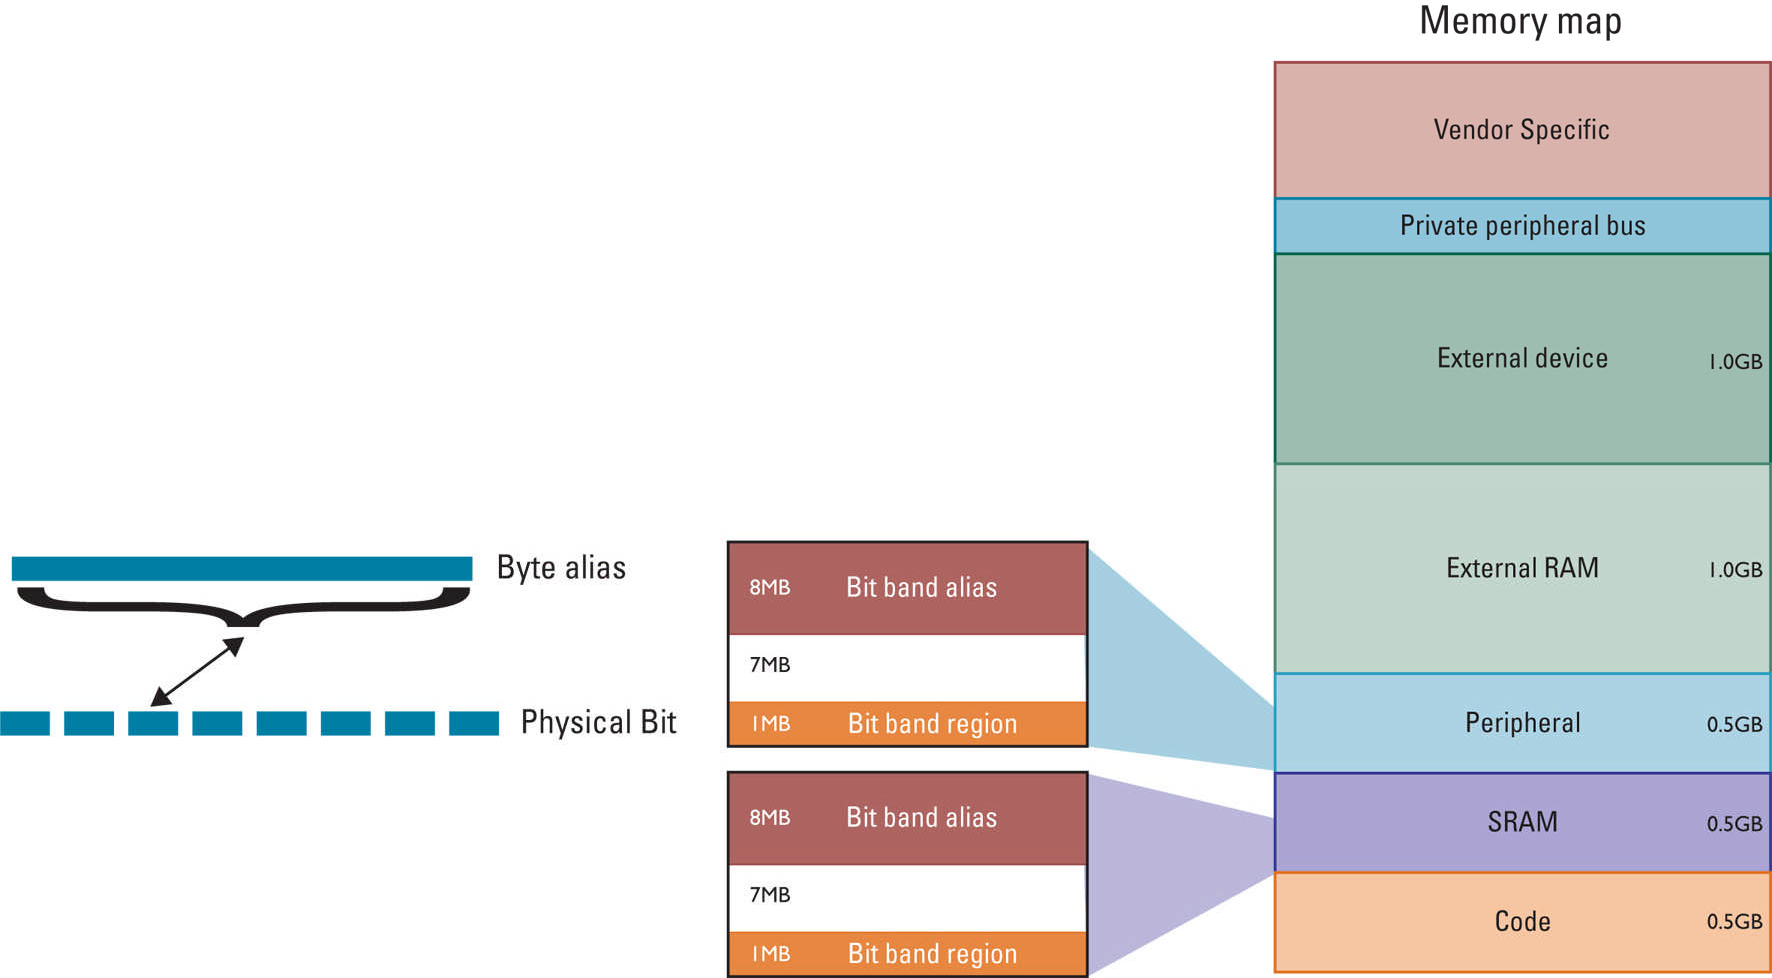 Memory map
Vendor Specific
Private peripheral bus
External device 1.0GB
External RAM 1.0GB
Peripheral 0.5GB
SRAM 0.5GB
Code 0.5GB
Byte alias
Physical Bit
8MB Bit band alias
7MB
1MB Bit band region
8MB Bit band alias
7MB
1MB Bit band region